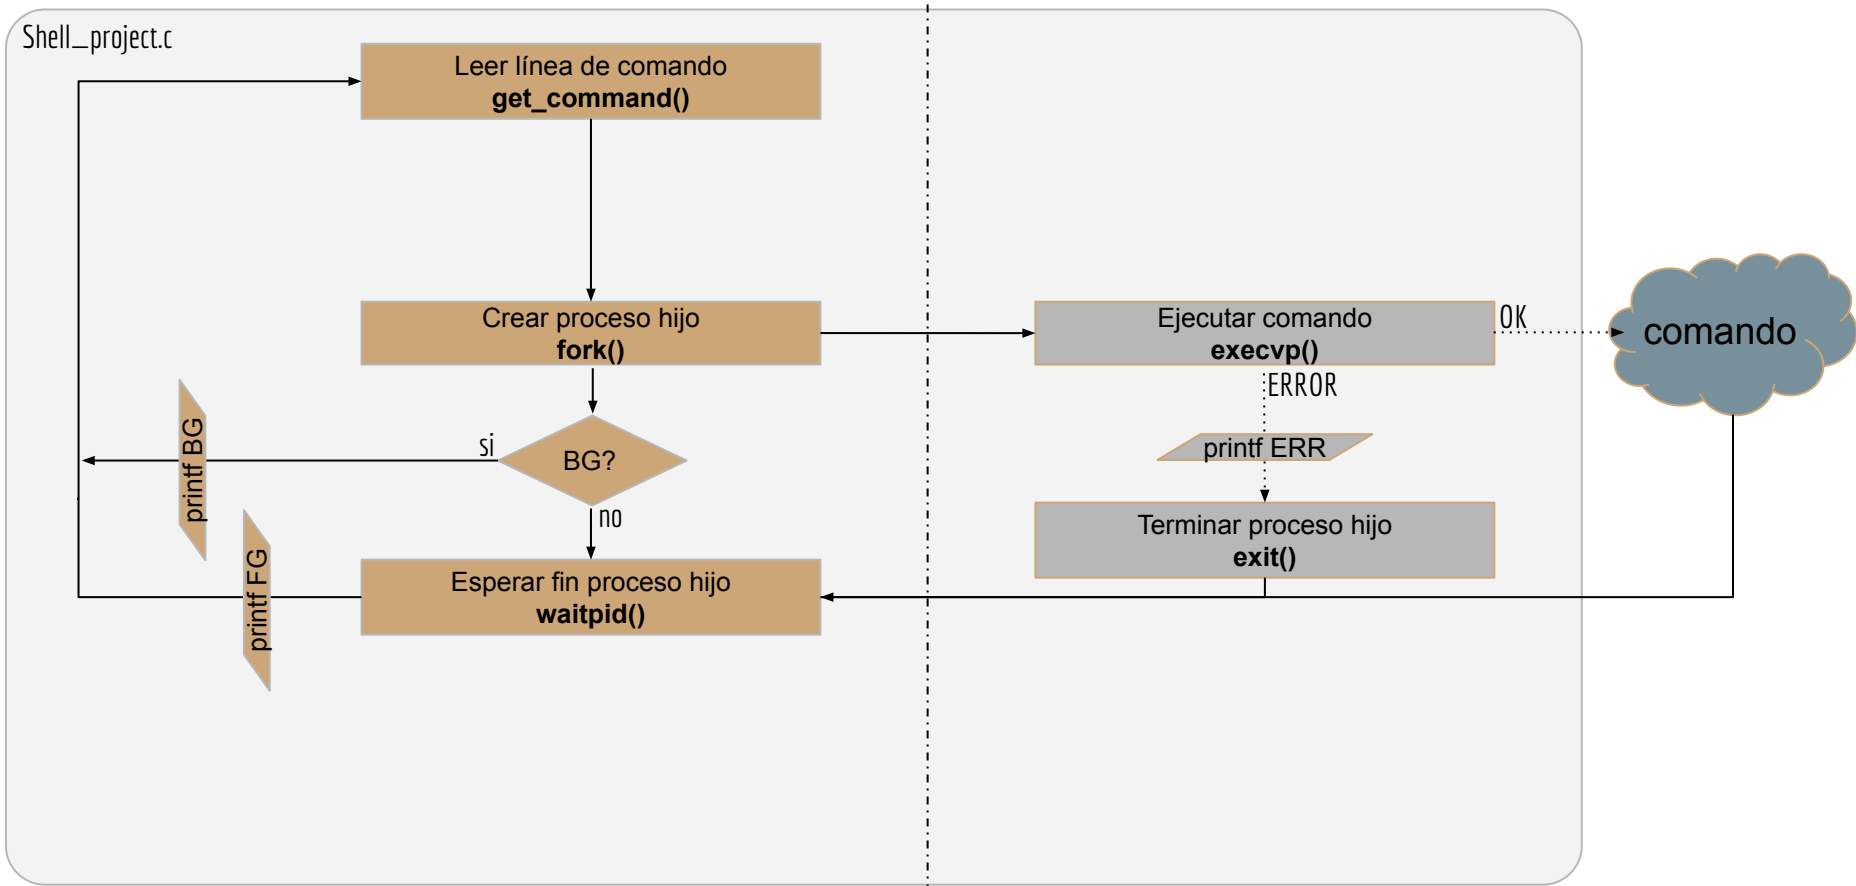 Shell_project.c
Leer línea de comando
get_command()
Crear proceso hijo
fork()
Ejecutar comando
execvp()
OK
comando
ERROR
printf BG
si
BG?
printf ERR
no
printf FG
Esperar fin proceso hijo
waitpid()
Terminar proceso hijo
exit()